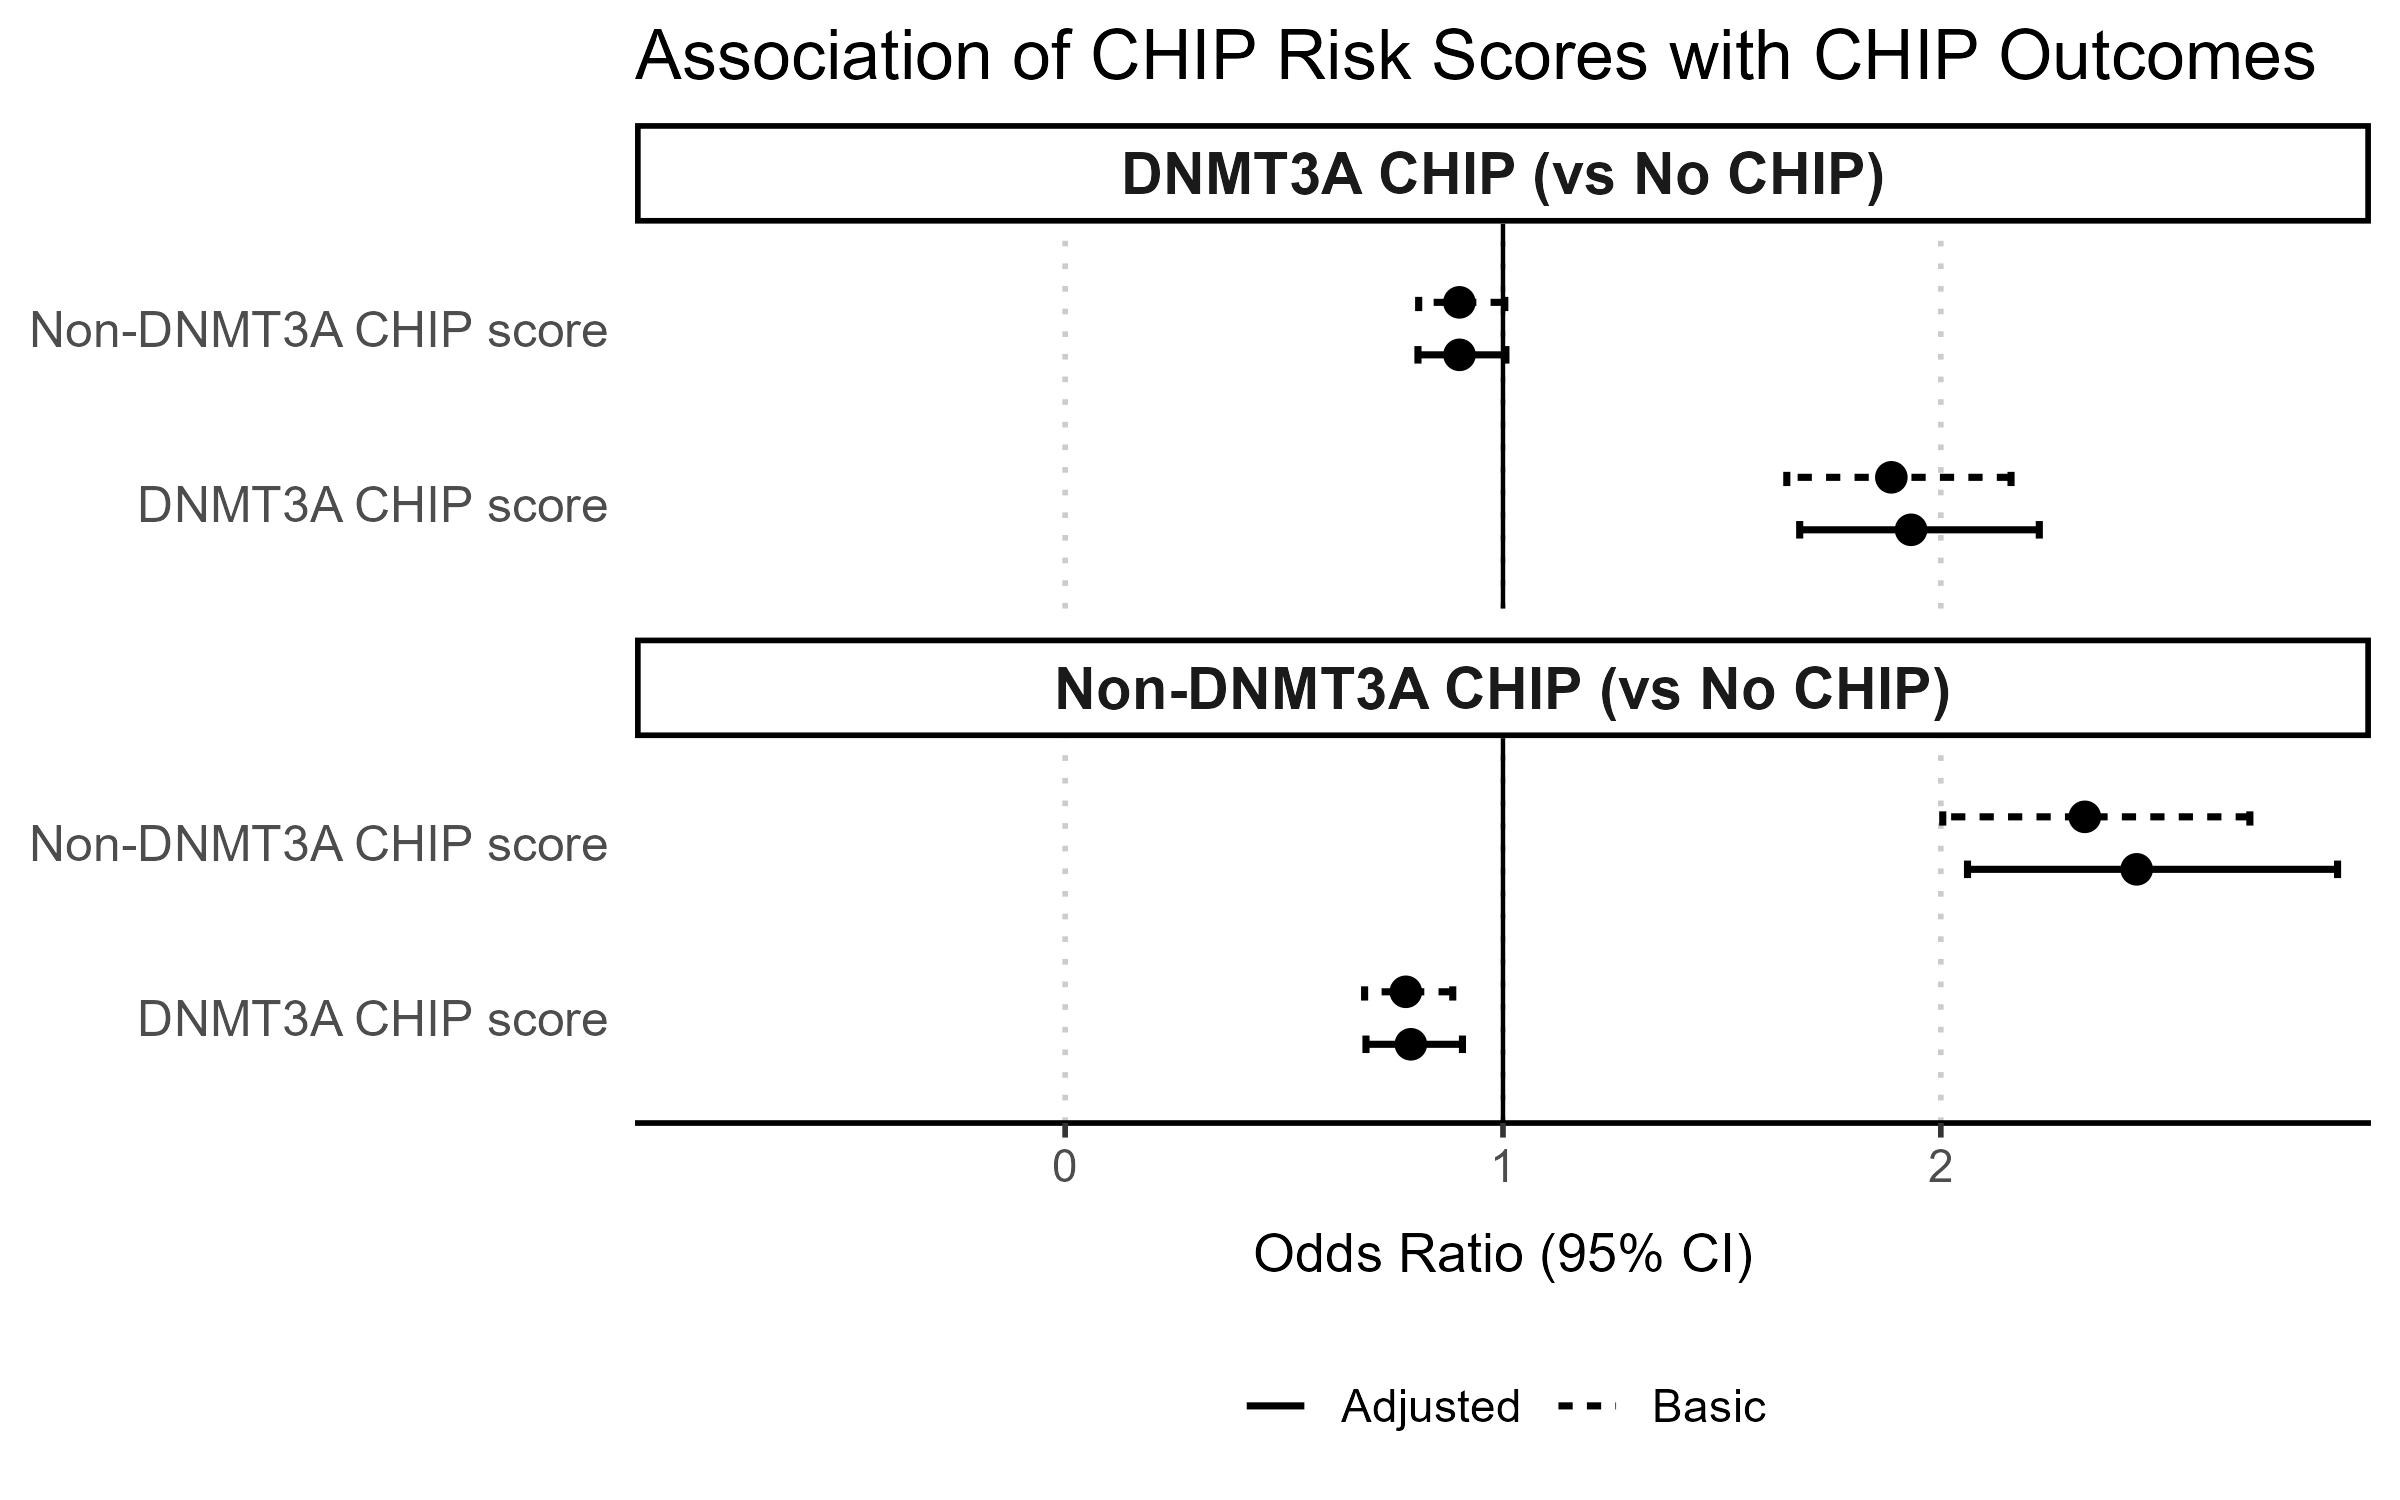 Association of CHIP Risk Scores with CHIP Outcomes
DNMT3A CHIP (vs No CHIP)
Non-DNMT3A CHIP score
DNMT3A CHIP score
Non-DNMT3A CHIP (vs No CHIP)
Non-DNMT3A CHIP score
DNMT3A CHIP score
0 1 2
Odds Ratio (95% CI)
Adjusted Basic